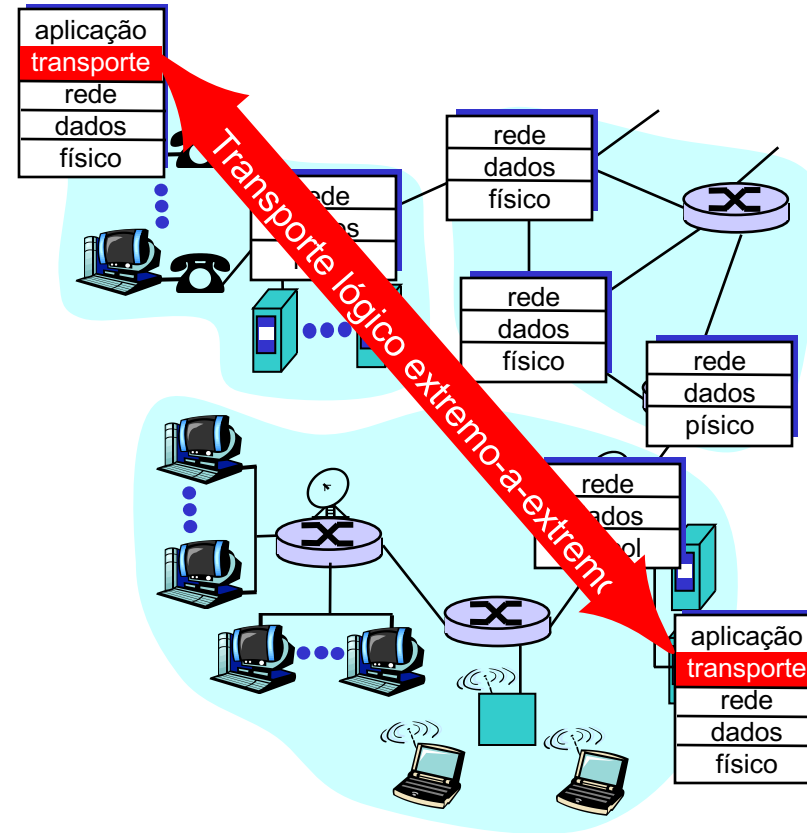 aplicação
transporte
rede
dados
físico
Transporte lógico extremo-a-extremo
rede
dados
físico
rede
dados
físico
rede
dados
písico
rede
aplicação
transporte
rede
dados
físico